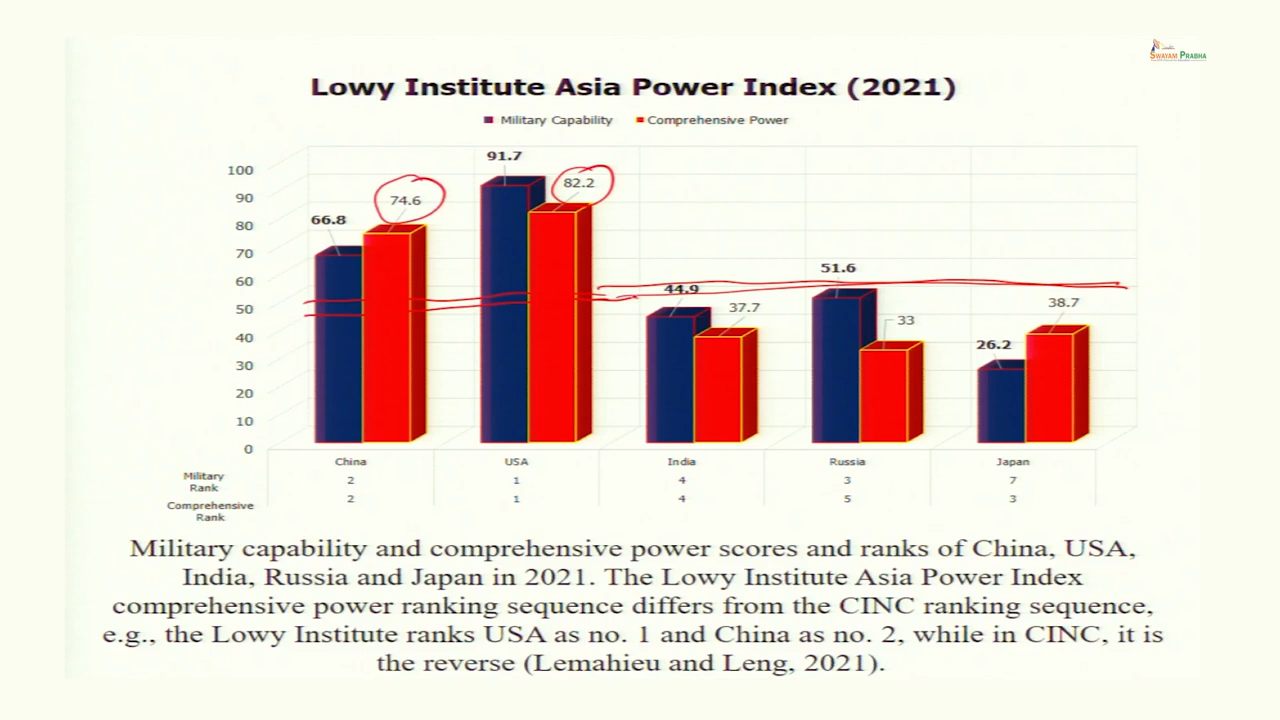 SWAYAM PRABHA
Lowy Institute Asia Power Index (2021)
Military Capability Comprehensive Power
100
90
80
70
60
50
40
30
20
10
0
66.8
74.6
91.7
82.2
44.9
37.7
51.6
33
26.2
38.7
China USA India Russia Japan
Military Rank 2 1 4 3 7
Comprehensive Rank 2 1 4 5 3
Military capability and comprehensive power scores and ranks of China, USA,
India, Russia and Japan in 2021. The Lowy Institute Asia Power Index
comprehensive power ranking sequence differs from the CINC ranking sequence,
e.g., the Lowy Institute ranks USA as no. 1 and China as no. 2, while in CINC, it is
the reverse (Lemahieu and Leng, 2021).